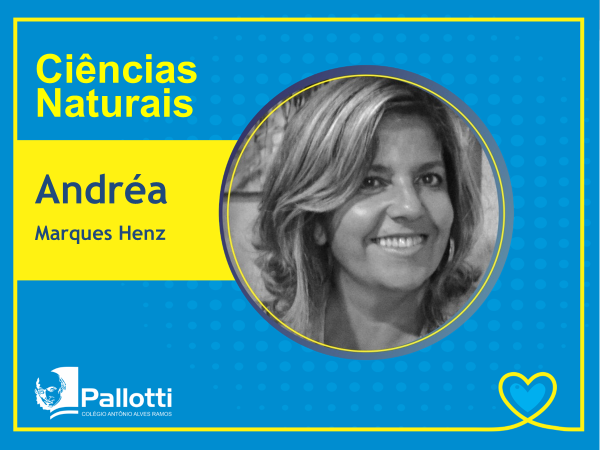 Ciências
Naturais
Andréa
Marques Henz
Pallotti
COLÉGIO ANTÔNIO ALVES RAMOS